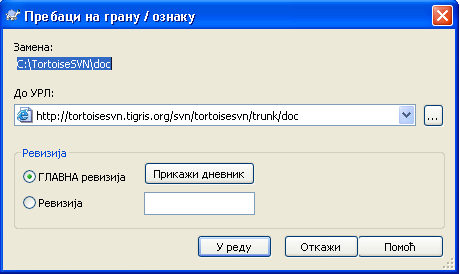 Пребаци на грану / ознаку
Замена:
C:\TortoiseSVN\doc
До УРЛ:
http://tortoisesvn.tigris.org/svn/tortoisesvn/trunk/doc
...
Ревизија
ГЛАВНА ревизија
Прикажи дневник
Ревизија
У реду
Откажи
Помоћ